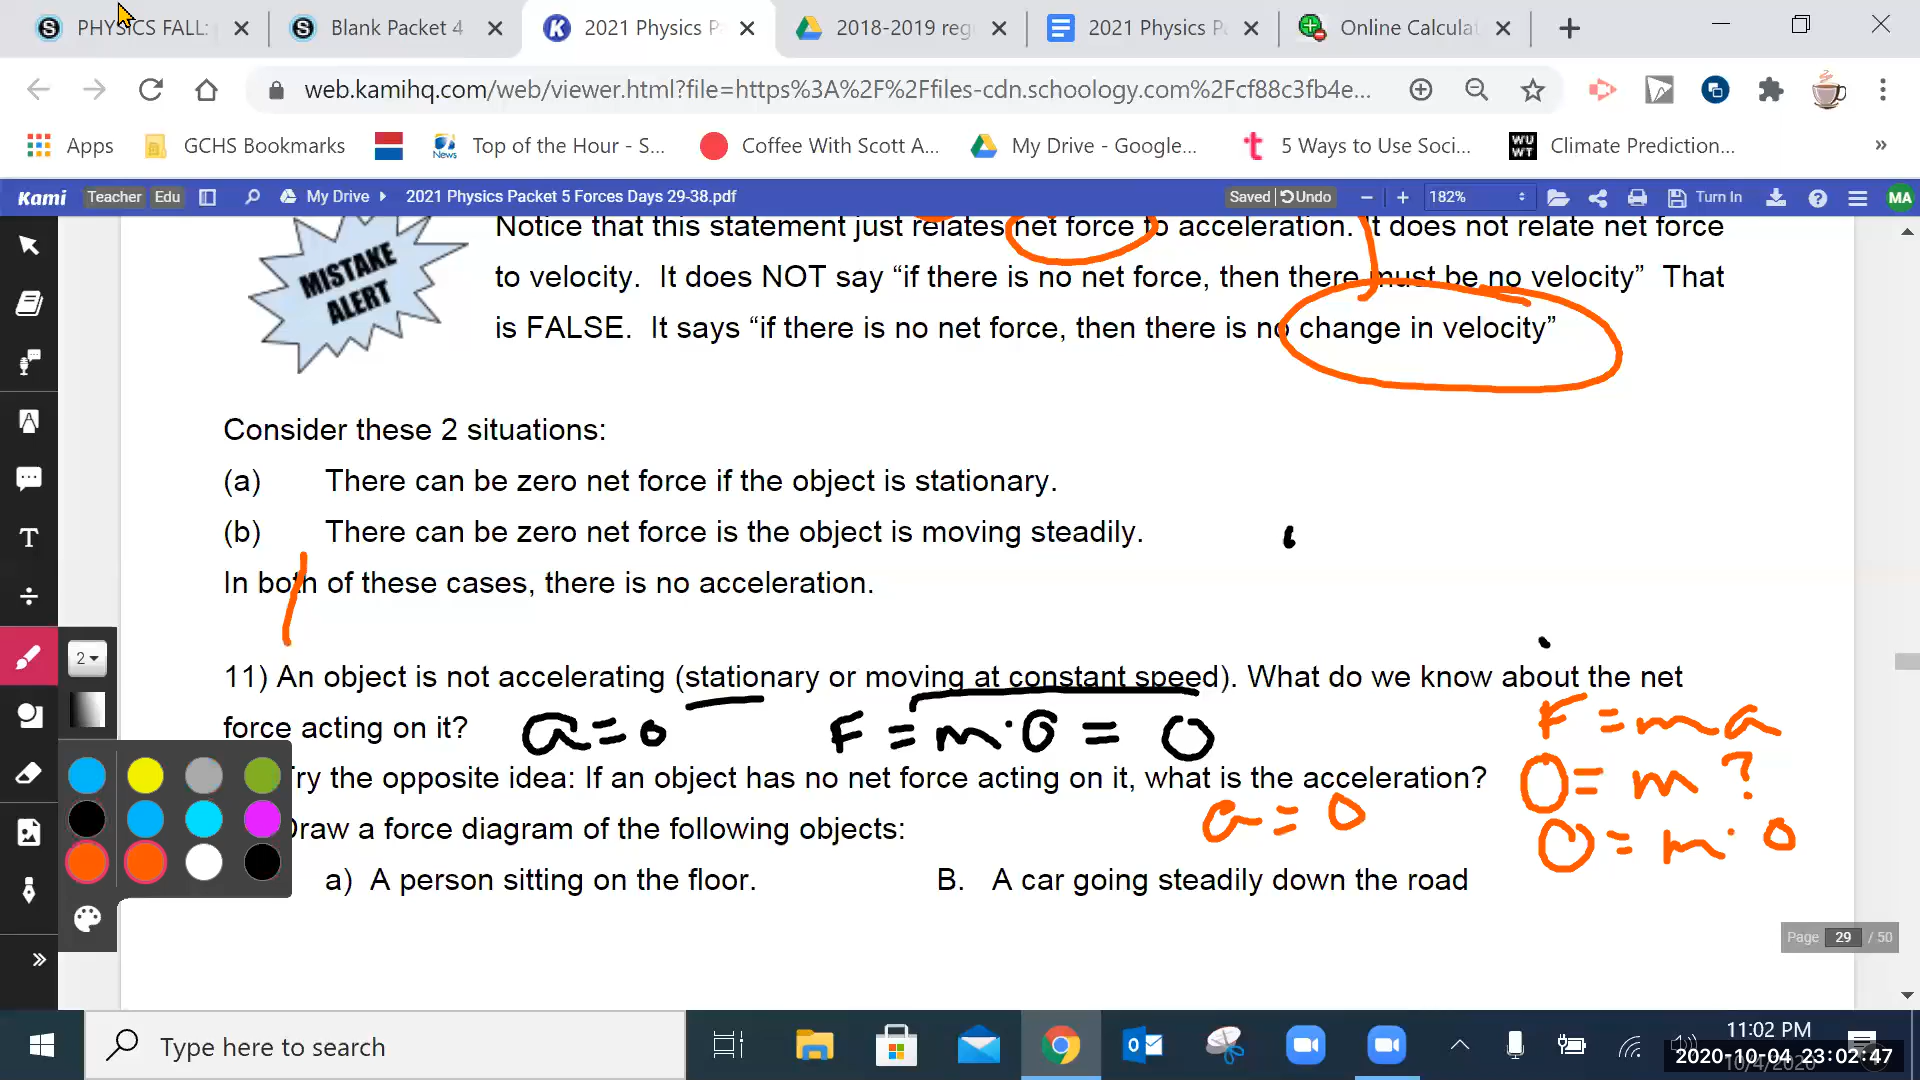 PHYSICS FALL:
Blank Packet 4
2021 Physics P
2018-2019 reg
2021 Physics P
Online Calculat
web.kamihq.com/web/viewer.html?file=https%3A%2F%2Ffiles-cdn.schoology.com%2Fcf88c3fb4e...
Apps
GCHS Bookmarks
News
Top of the Hour - S...
Coffee With Scott A...
My Drive - Google...
5 Ways to Use Soci...
WU WT
Climate Prediction...
»
Kami
Teacher
Edu
My Drive
2021 Physics Packet 5 Forces Days 29-38.pdf
Saved
Undo
182%
Turn In
MA
MISTAKE
ALERT
Notice that this statement just relates net force to acceleration. It does not relate net force
to velocity. It does NOT say “if there is no net force, then there must be no velocity” That
is FALSE. It says “if there is no net force, then there is no change in velocity”
Consider these 2 situations:
(a) There can be zero net force if the object is stationary.
(b) There can be zero net force is the object is moving steadily.
In both of these cases, there is no acceleration.
11) An object is not accelerating (stationary or moving at constant speed). What do we know about the net
force acting on it?
a = 0
F = m · 0 = 0
F = ma
Try the opposite idea: If an object has no net force acting on it, what is the acceleration?
0 = m ?
a = 0
Draw a force diagram of the following objects:
0 = m · 0
a) A person sitting on the floor.
B. A car going steadily down the road
2
Page 29 / 50
Type here to search
11:02 PM
2020-10-04 23:02:47